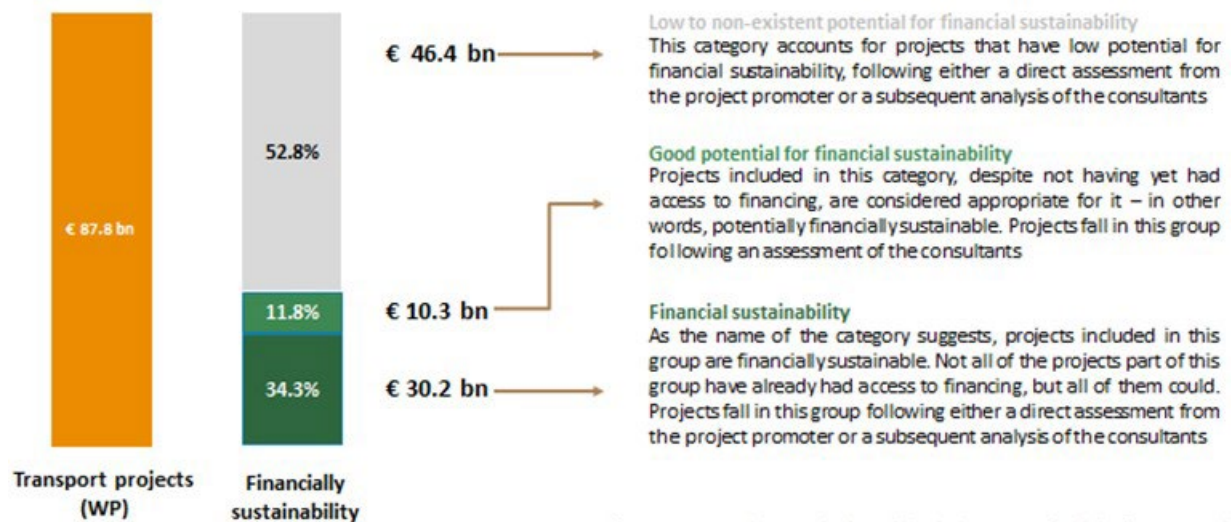 Low to non-existent potential for financial sustainability
This category accounts for projects that have low potential for
financial sustainability, following either a direct assessment from
the project promoter or a subsequent analysis of the consultants
€ 46.4 bn
52.8%
Good potential for financial sustainability
Projects included in this category, despite not having yet had
access to financing, are considered appropriate for it – in other
words, potentially financially sustainable. Projects fall in this group
following an assessment of the consultants
€ 87.8 bn
11.8%
€ 10.3 bn
Financial sustainability
As the name of the category suggests, projects included in this
group are financially sustainable. Not all of the projects part of this
group have already had access to financing, but all of them could.
Projects fall in this group following either a direct assessment from
the project promoter or a subsequent analysis of the consultants
34.3%
€ 30.2 bn
Transport projects
(WP)
Financially
sustainability